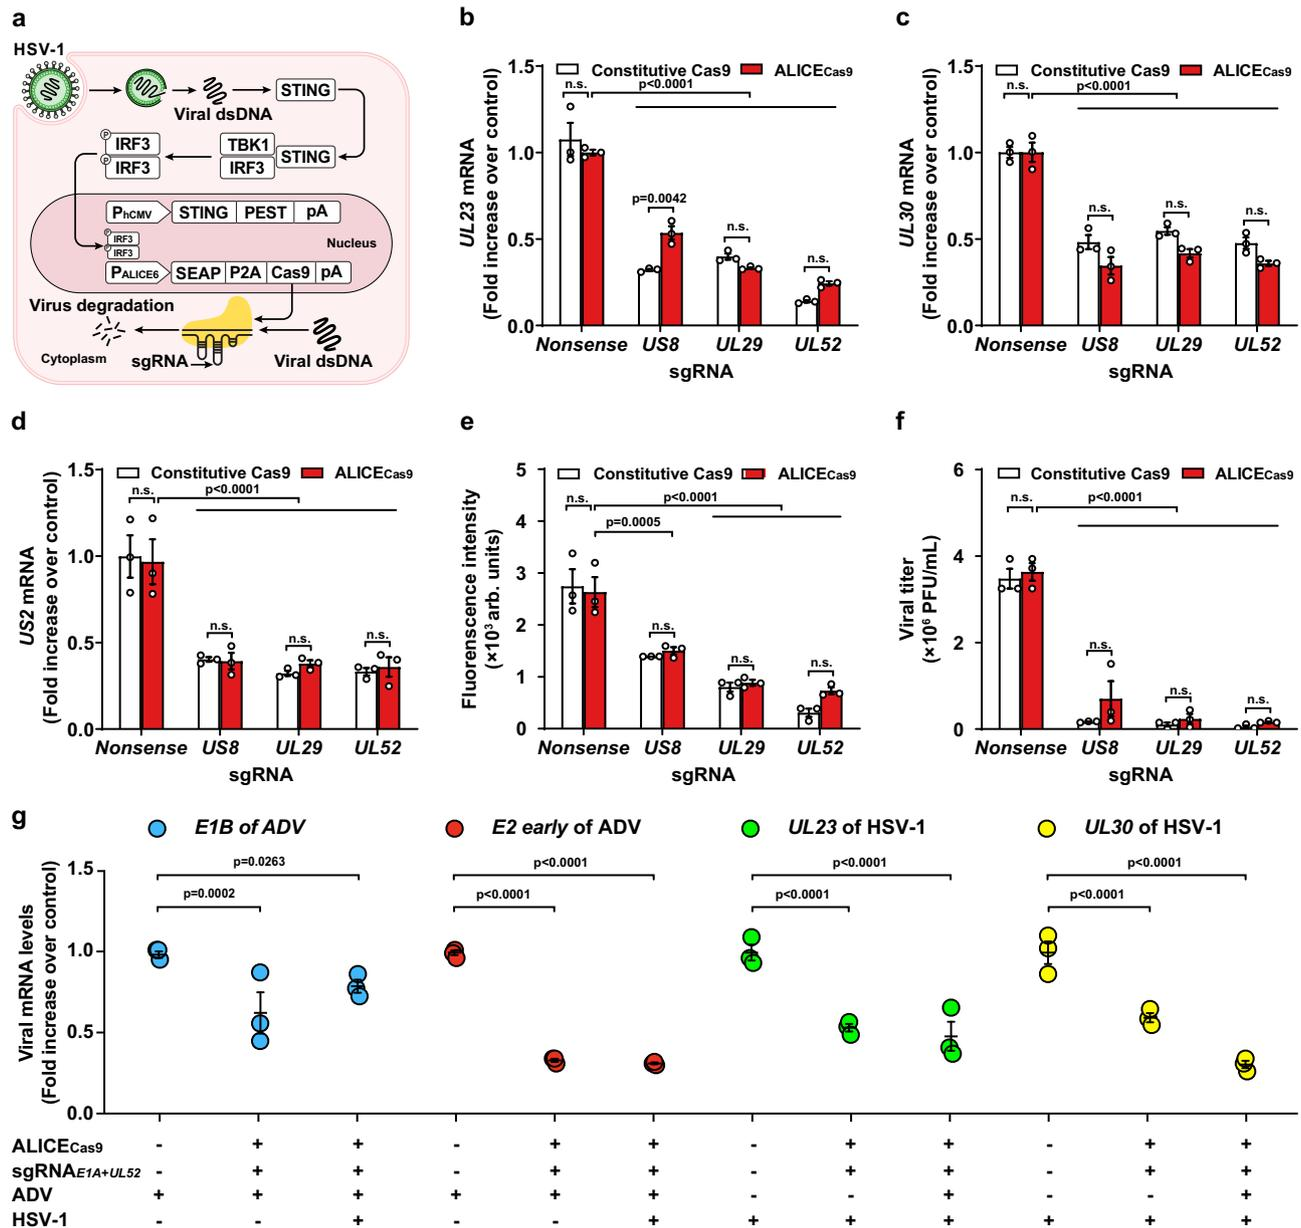 a
HSV-1
Viral dsDNA
STING
P IRF3
P IRF3
TBK1
IRF3
STING
PhCMV STING PEST pA
P IRF3
P IRF3
Nucleus
PALICE6 SEAP P2A Cas9 pA
Virus degradation
Cytoplasm
sgRNA
Viral dsDNA
b
UL23 mRNA
(Fold increase over control)
1.5
1.0
0.5
0.0
Constitutive Cas9 ALICECas9
n.s. p<0.0001
p=0.0042
n.s.
n.s.
Nonsense US8 UL29 UL52
sgRNA
c
UL30 mRNA
(Fold increase over control)
1.5
1.0
0.5
0.0
Constitutive Cas9 ALICECas9
n.s. p<0.0001
n.s. n.s. n.s.
Nonsense US8 UL29 UL52
sgRNA
d
US2 mRNA
(Fold increase over control)
1.5
1.0
0.5
0.0
Constitutive Cas9 ALICECas9
n.s. p<0.0001
n.s. n.s. n.s.
Nonsense US8 UL29 UL52
sgRNA
e
Fluorescence intensity
(×10³ arb. units)
5
4
3
2
1
0
Constitutive Cas9 ALICECas9
n.s. p<0.0001
p=0.0005
n.s.
n.s. n.s.
Nonsense US8 UL29 UL52
sgRNA
f
Viral titer
(×10⁶ PFU/mL)
6
4
2
0
Constitutive Cas9 ALICECas9
n.s. p<0.0001
n.s.
n.s. n.s.
Nonsense US8 UL29 UL52
sgRNA
g
E1B of ADV E2 early of ADV UL23 of HSV-1 UL30 of HSV-1
Viral mRNA levels
(Fold increase over control)
1.5
1.0
0.5
0.0
p=0.0263 p<0.0001 p<0.0001 p<0.0001
p=0.0002 p<0.0001 p<0.0001 p<0.0001
ALICECas9 - + + - + + - + + - + +
sgRNAE1A+UL52 - + + - + + - + + - + +
ADV + + + + + + - - + - - +
HSV-1 - - + - - + + + + + + +